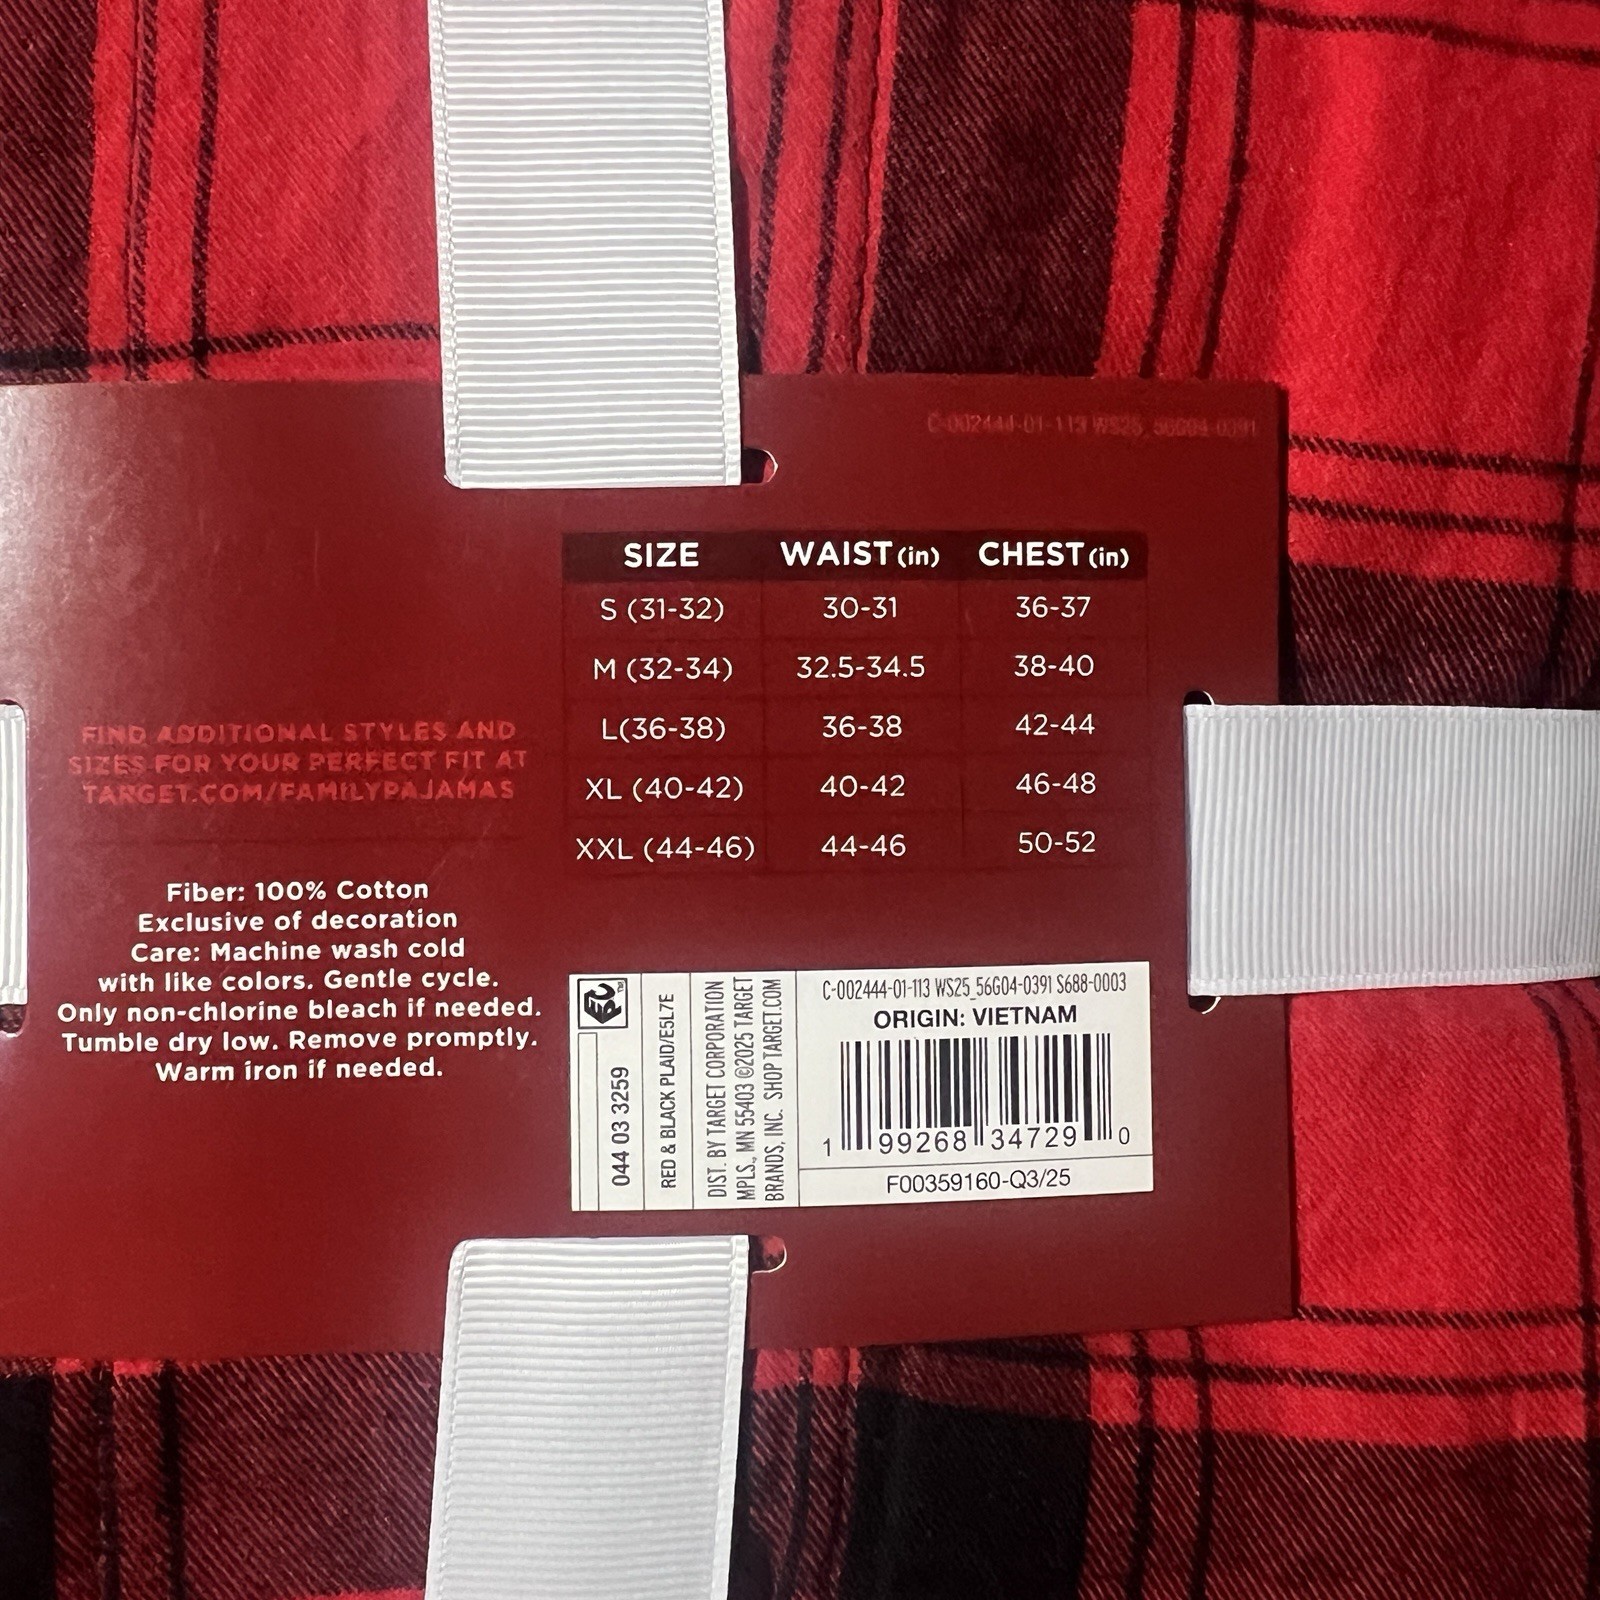 C-002444-01-113 WS25_56G04-0391
SIZE WAIST (in) CHEST (in)
S (31-32) 30-31 36-37
M (32-34) 32.5-34.5 38-40
L(36-38) 36-38 42-44
XL (40-42) 40-42 46-48
XXL (44-46) 44-46 50-52
FIND ADDITIONAL STYLES AND
SIZES FOR YOUR PERFECT FIT AT
TARGET.COM/FAMILYPAJAMAS
Fiber: 100% Cotton
Exclusive of decoration
Care: Machine wash cold
with like colors. Gentle cycle.
Only non-chlorine bleach if needed.
Tumble dry low. Remove promptly.
Warm iron if needed.
044 03 3259
RED & BLACK PLAID/E5L7E
DIST. BY TARGET CORPORATION
MPLS., MN 55403 ©2025 TARGET
BRANDS, INC. SHOP TARGET.COM
C-002444-01-113 WS25_56G04-0391 S688-0003
ORIGIN: VIETNAM
1 99268 34729 0
F00359160-Q3/25